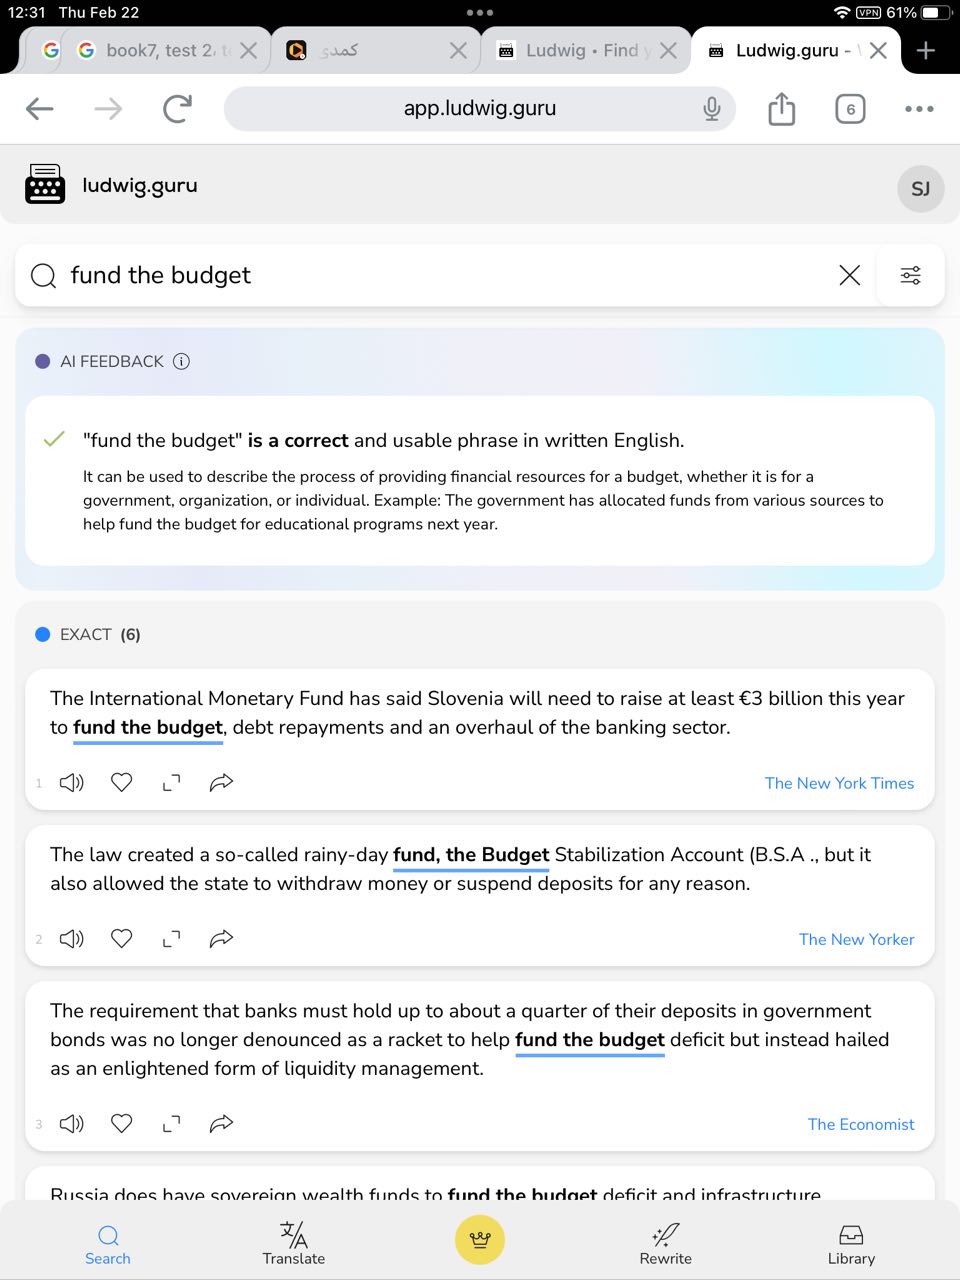 12:31 Thu Feb 22
VPN 61%
book7, test 2
كمدى
Ludwig • Find y
Ludwig.guru -
app.ludwig.guru
6
ludwig.guru
SJ
fund the budget
AI FEEDBACK
"fund the budget" is a correct and usable phrase in written English.
It can be used to describe the process of providing financial resources for a budget, whether it is for a
government, organization, or individual. Example: The government has allocated funds from various sources to
help fund the budget for educational programs next year.
EXACT (6)
The International Monetary Fund has said Slovenia will need to raise at least €3 billion this year
to fund the budget, debt repayments and an overhaul of the banking sector.
1
The New York Times
The law created a so-called rainy-day fund, the Budget Stabilization Account (B.S.A ., but it
also allowed the state to withdraw money or suspend deposits for any reason.
2
The New Yorker
The requirement that banks must hold up to about a quarter of their deposits in government
bonds was no longer denounced as a racket to help fund the budget deficit but instead hailed
as an enlightened form of liquidity management.
3
The Economist
Russia does have sovereign wealth funds to fund the budget deficit and infrastructure
Search
Translate
Rewrite
Library